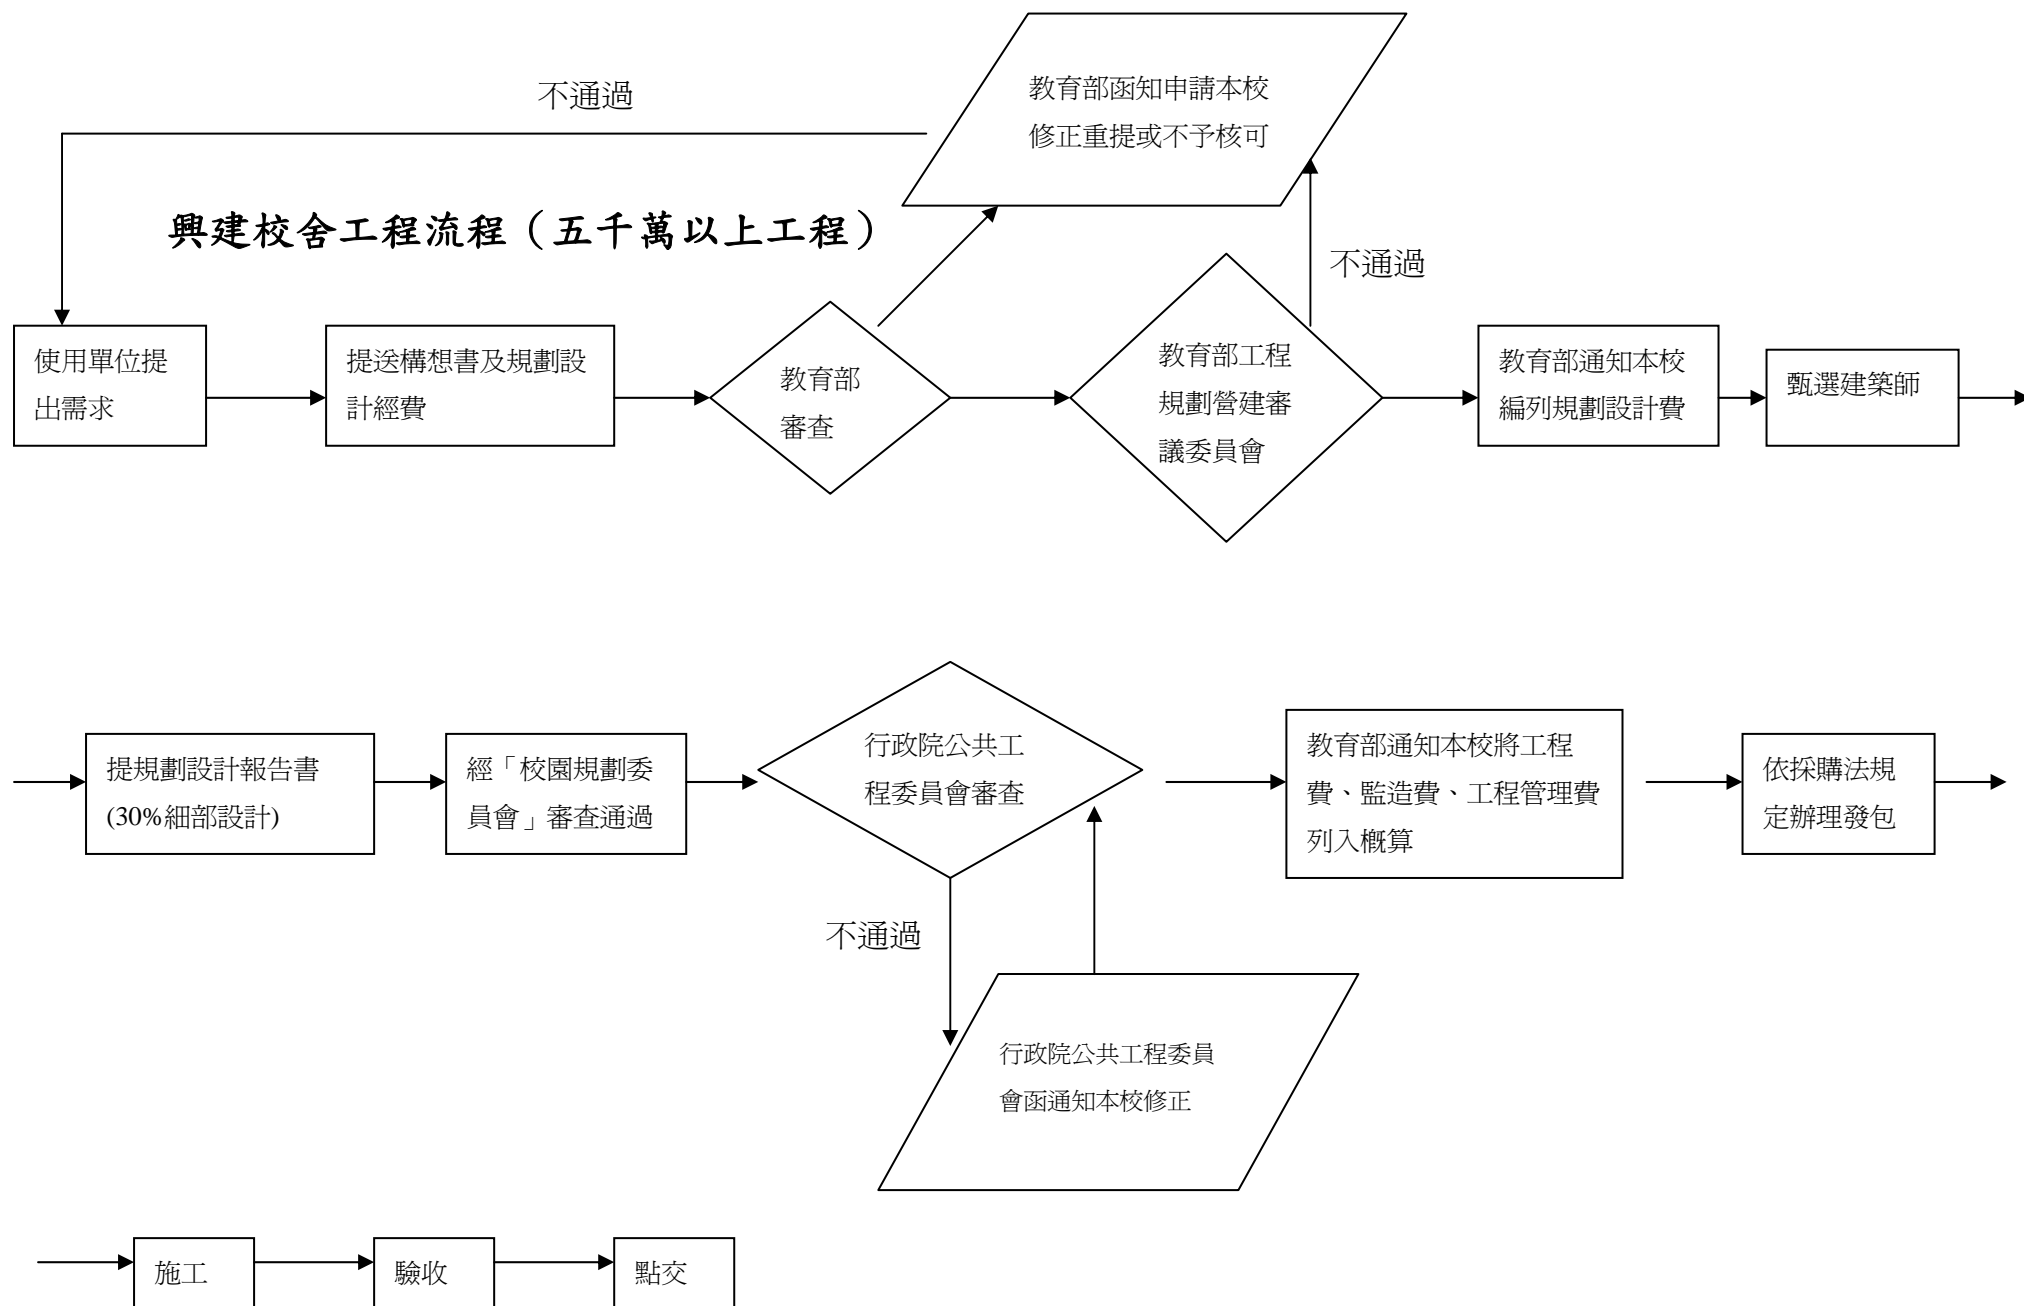 不通過
教育部函知申請本校
修正重提或不予核可
興建校舍工程流程（五千萬以上工程）
不通過
使用單位提
出需求
提送構想書及規劃設
計經費
教育部
審查
教育部工程
規劃營建審
議委員會
教育部通知本校
編列規劃設計費
甄選建築師
提規劃設計報告書
(30%細部設計)
經「校園規劃委
員會」審查通過
行政院公共工
程委員會審查
教育部通知本校將工程
費、監造費、工程管理費
列入概算
依採購法規
定辦理發包
不通過
行政院公共工程委員
會函通知本校修正
施工
驗收
點交